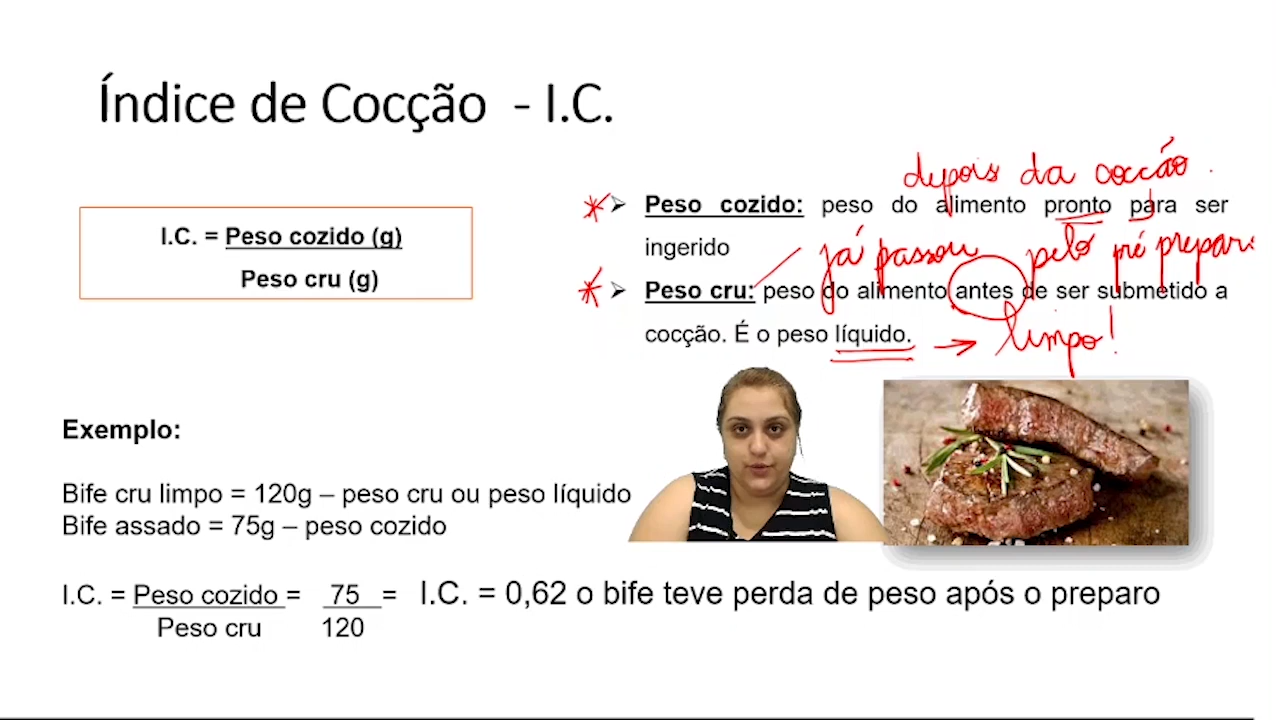 Índice de Cocção - I.C.
I.C. = Peso cozido (g)
Peso cru (g)
depois da cocção.
* ➢ Peso cozido: peso do alimento pronto para ser
ingerido
já passou pelo pré prepar
* ➢ Peso cru: peso do alimento antes de ser submetido a
cocção. É o peso líquido. → limpo!
Exemplo:
Bife cru limpo = 120g – peso cru ou peso líquido
Bife assado = 75g – peso cozido
I.C. = Peso cozido = 75 = I.C. = 0,62 o bife teve perda de peso após o preparo
Peso cru 120